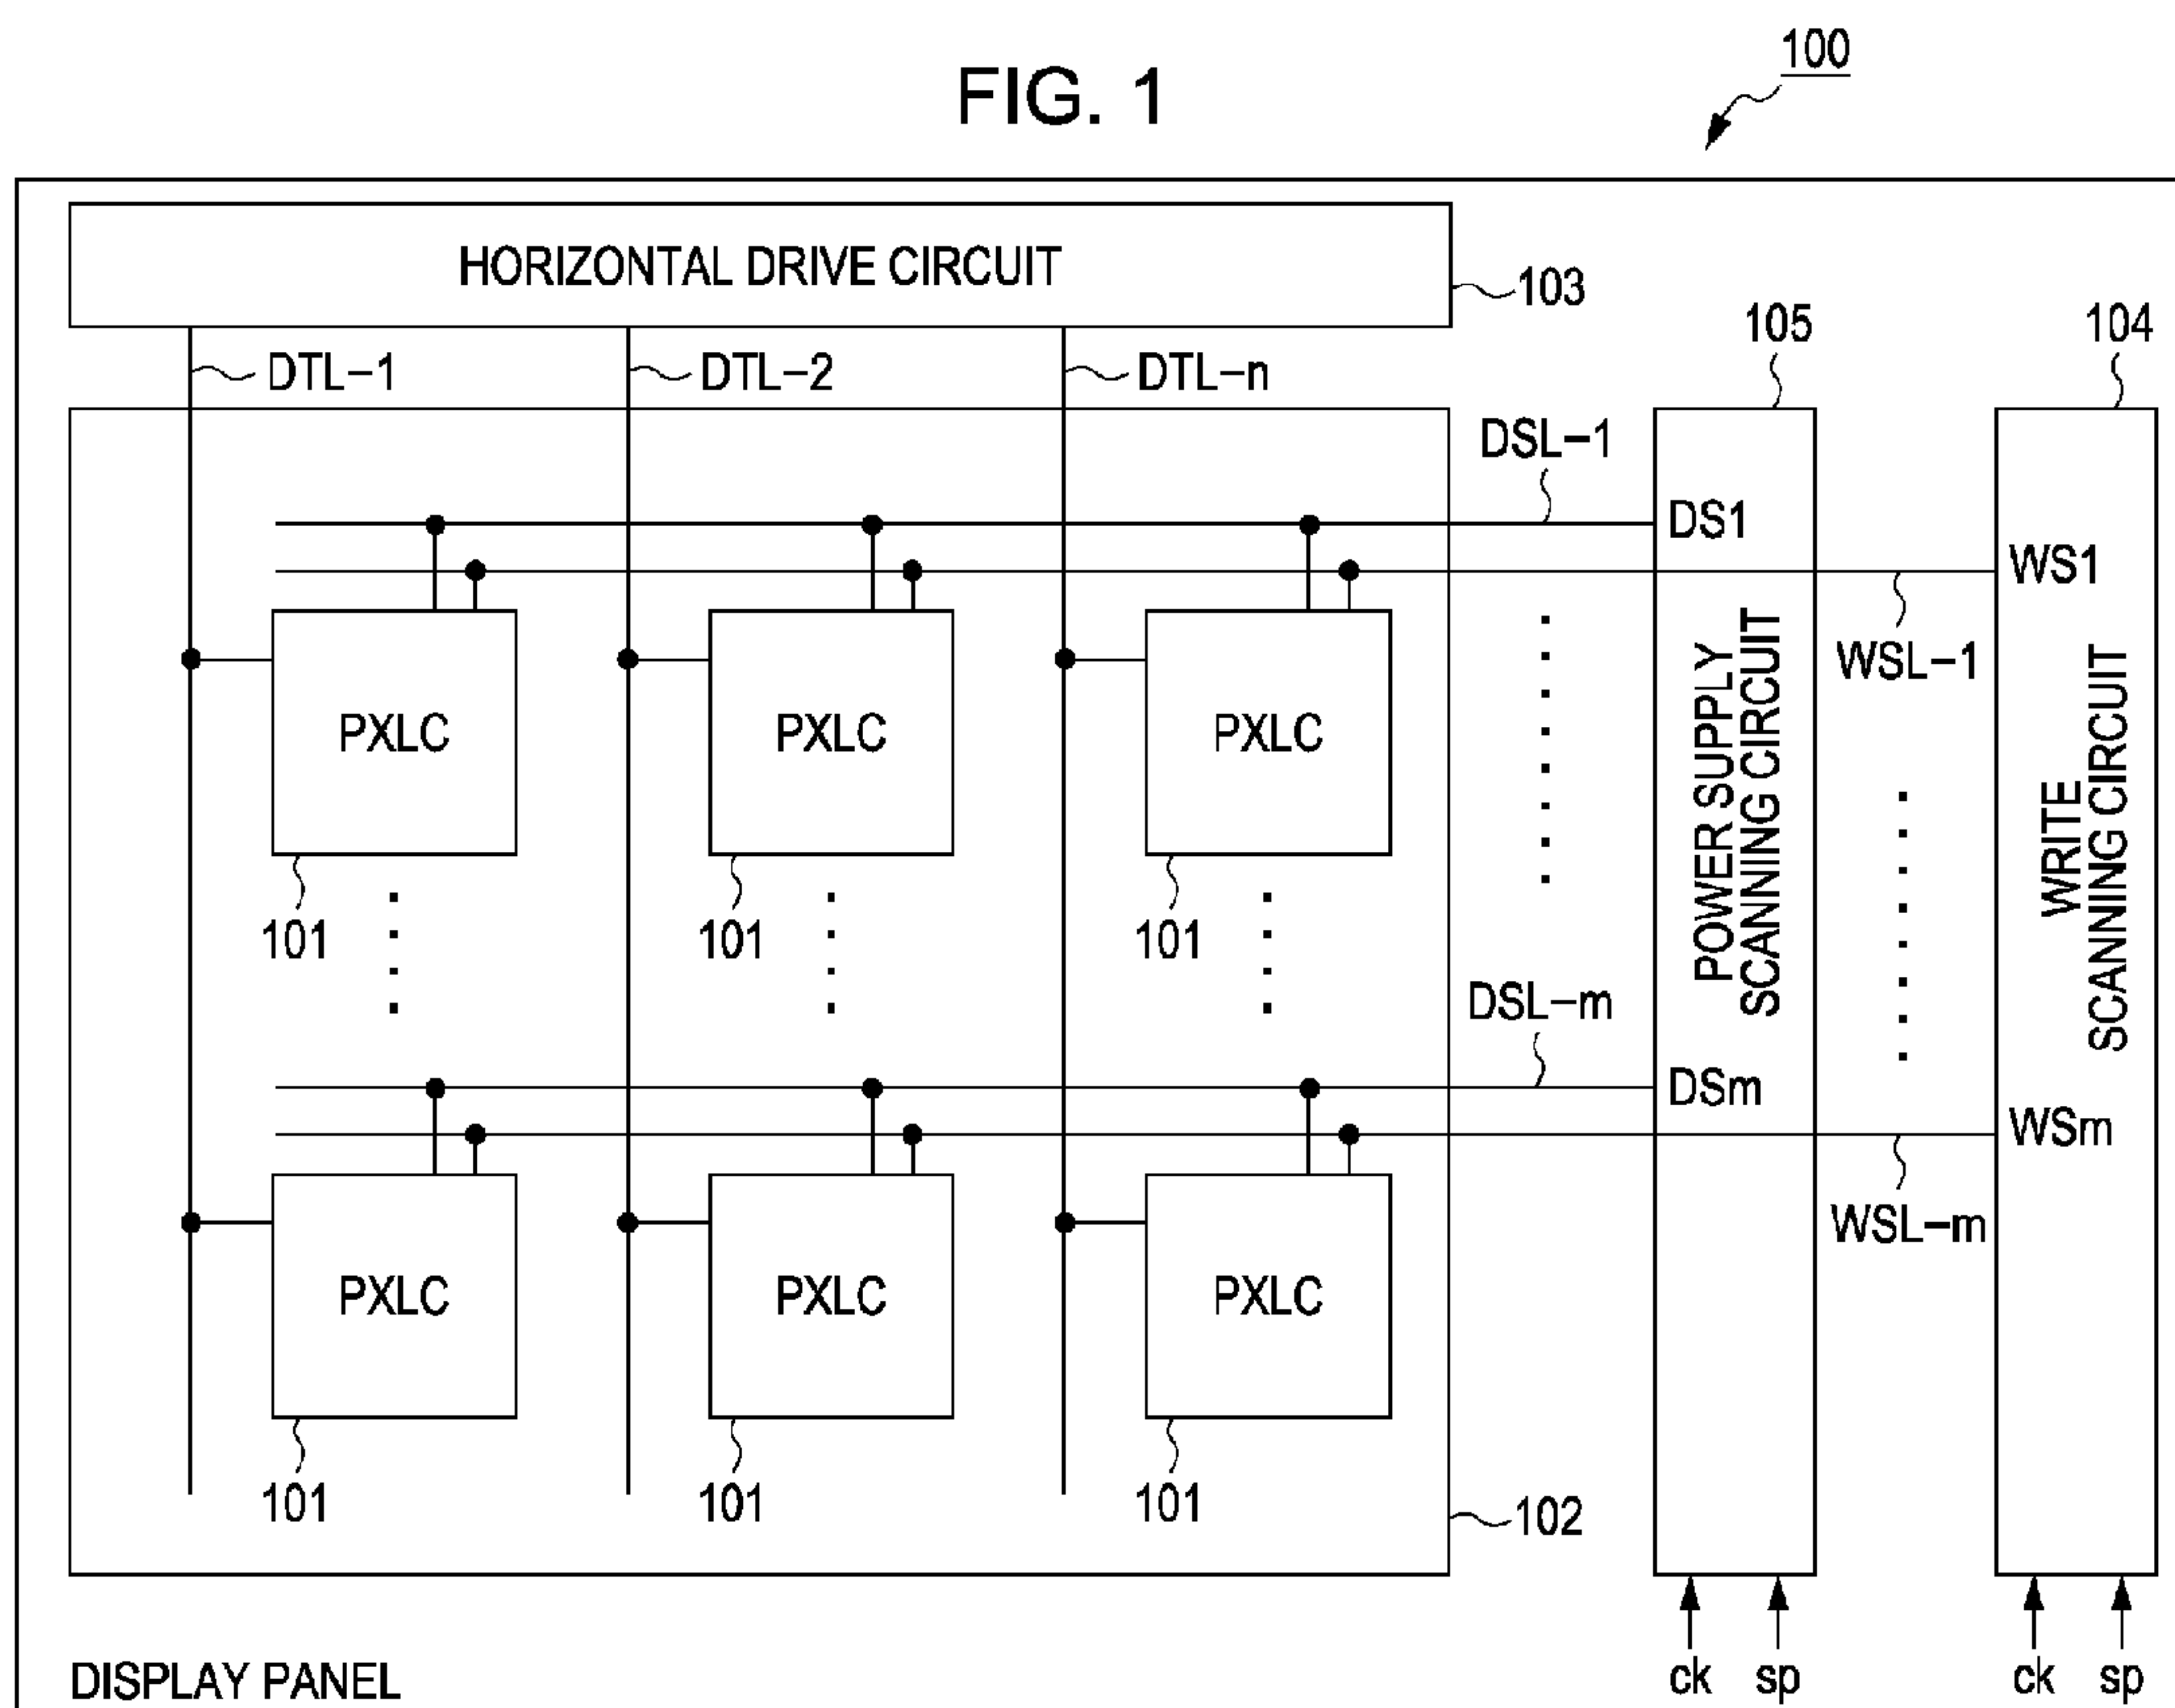 100
FIG. 1
HORIZONTAL DRIVE CIRCUIT
103
105
104
DTL-1
DTL-2
DTL-n
DSL-1
DS1
WS1
WSL-1
PXLC
PXLC
PXLC
POWER SUPPLY
SCANNING CIRCUIT
WRITE
SCANNING CIRCUIT
101
101
101
DSL-m
DSm
WSm
WSL-m
PXLC
PXLC
PXLC
101
101
101
102
DISPLAY PANEL
ck
sp
ck
sp